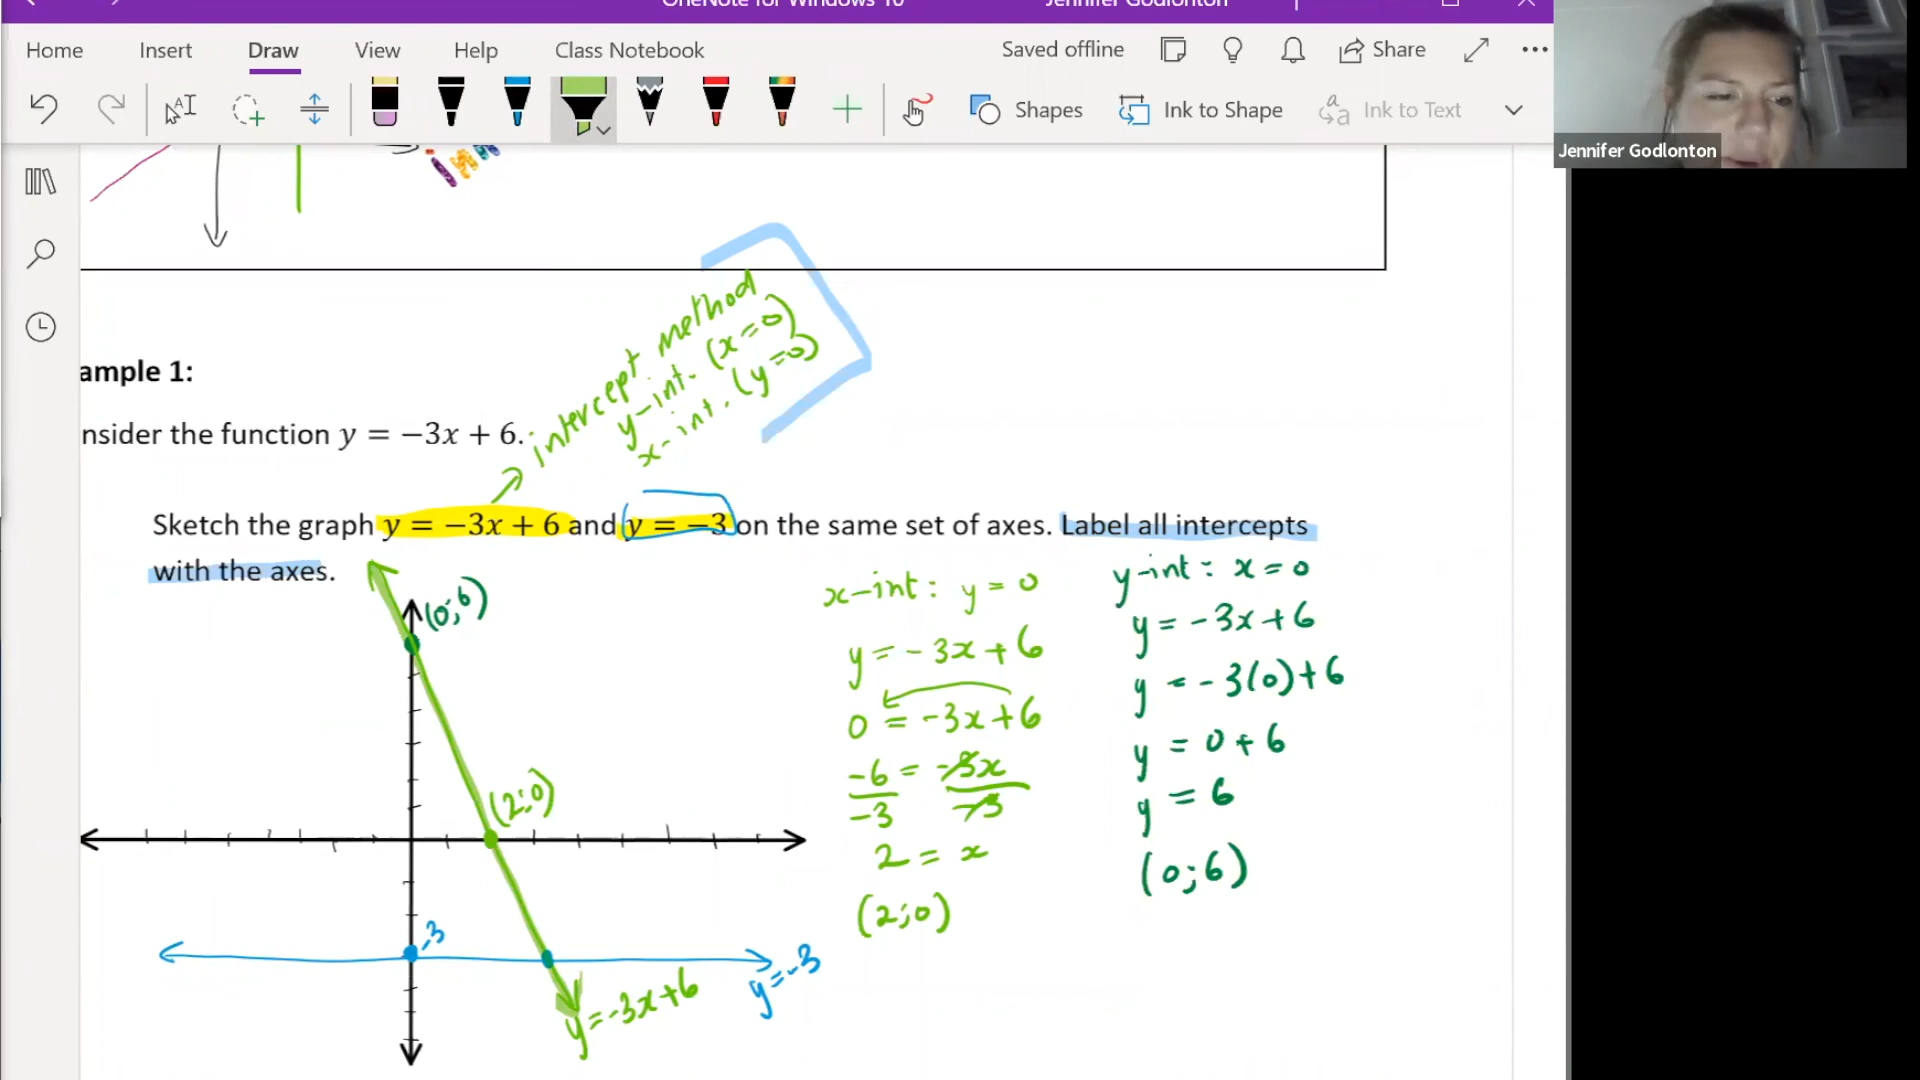 OneNote for Windows 10
Jennifer Godlonton
Home Insert Draw View Help Class Notebook Saved offline Share
Shapes Ink to Shape Ink to Text
Jennifer Godlonton
intercept method
y-int. (x=0)
x-int. (y=0)
ample 1:
nsider the function y = −3x + 6.
Sketch the graph y = −3x + 6 and y = −3 on the same set of axes. Label all intercepts
with the axes.
(0;6)
(2;0)
-3
y=-3
y=-3x+6
x-int: y = 0
y = -3x+6
0 = -3x+6
-6 = -3x
-3 -3
2 = x
(2;0)
y-int: x=0
y = -3x+6
y = -3(0)+6
y = 0+6
y = 6
(0;6)